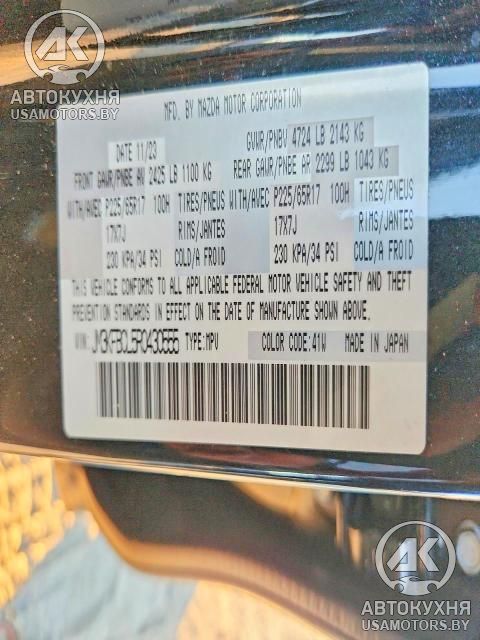 АК
АВТОКУХНЯ
USAMOTORS.BY
MFD. BY MAZDA MOTOR CORPORATION
DATE 11/23 GVWR/PNBV 4724 LB 2143 KG
FRONT GAWR/PNBE AV 2425 LB 1100 KG REAR GAWR/PNBE AR 2299 LB 1043 KG
WITH/AVEC P225/65R17 100H TIRES/PNEUS WITH/AVEC P225/65R17 100H TIRES/PNEUS
17X7J RIMS/JANTES 17X7J RIMS/JANTES
230 KPA/34 PSI COLD/A FROID 230 KPA/34 PSI COLD/A FROID
THIS VEHICLE CONFORMS TO ALL APPLICABLE FEDERAL MOTOR VEHICLE SAFETY AND THEFT
PREVENTION STANDARDS IN EFFECT ON THE DATE OF MANUFACTURE SHOWN ABOVE.
VIN: TYPE:MPV COLOR CODE:41W MADE IN JAPAN
АК
АВТОКУХНЯ
USAMOTORS.BY